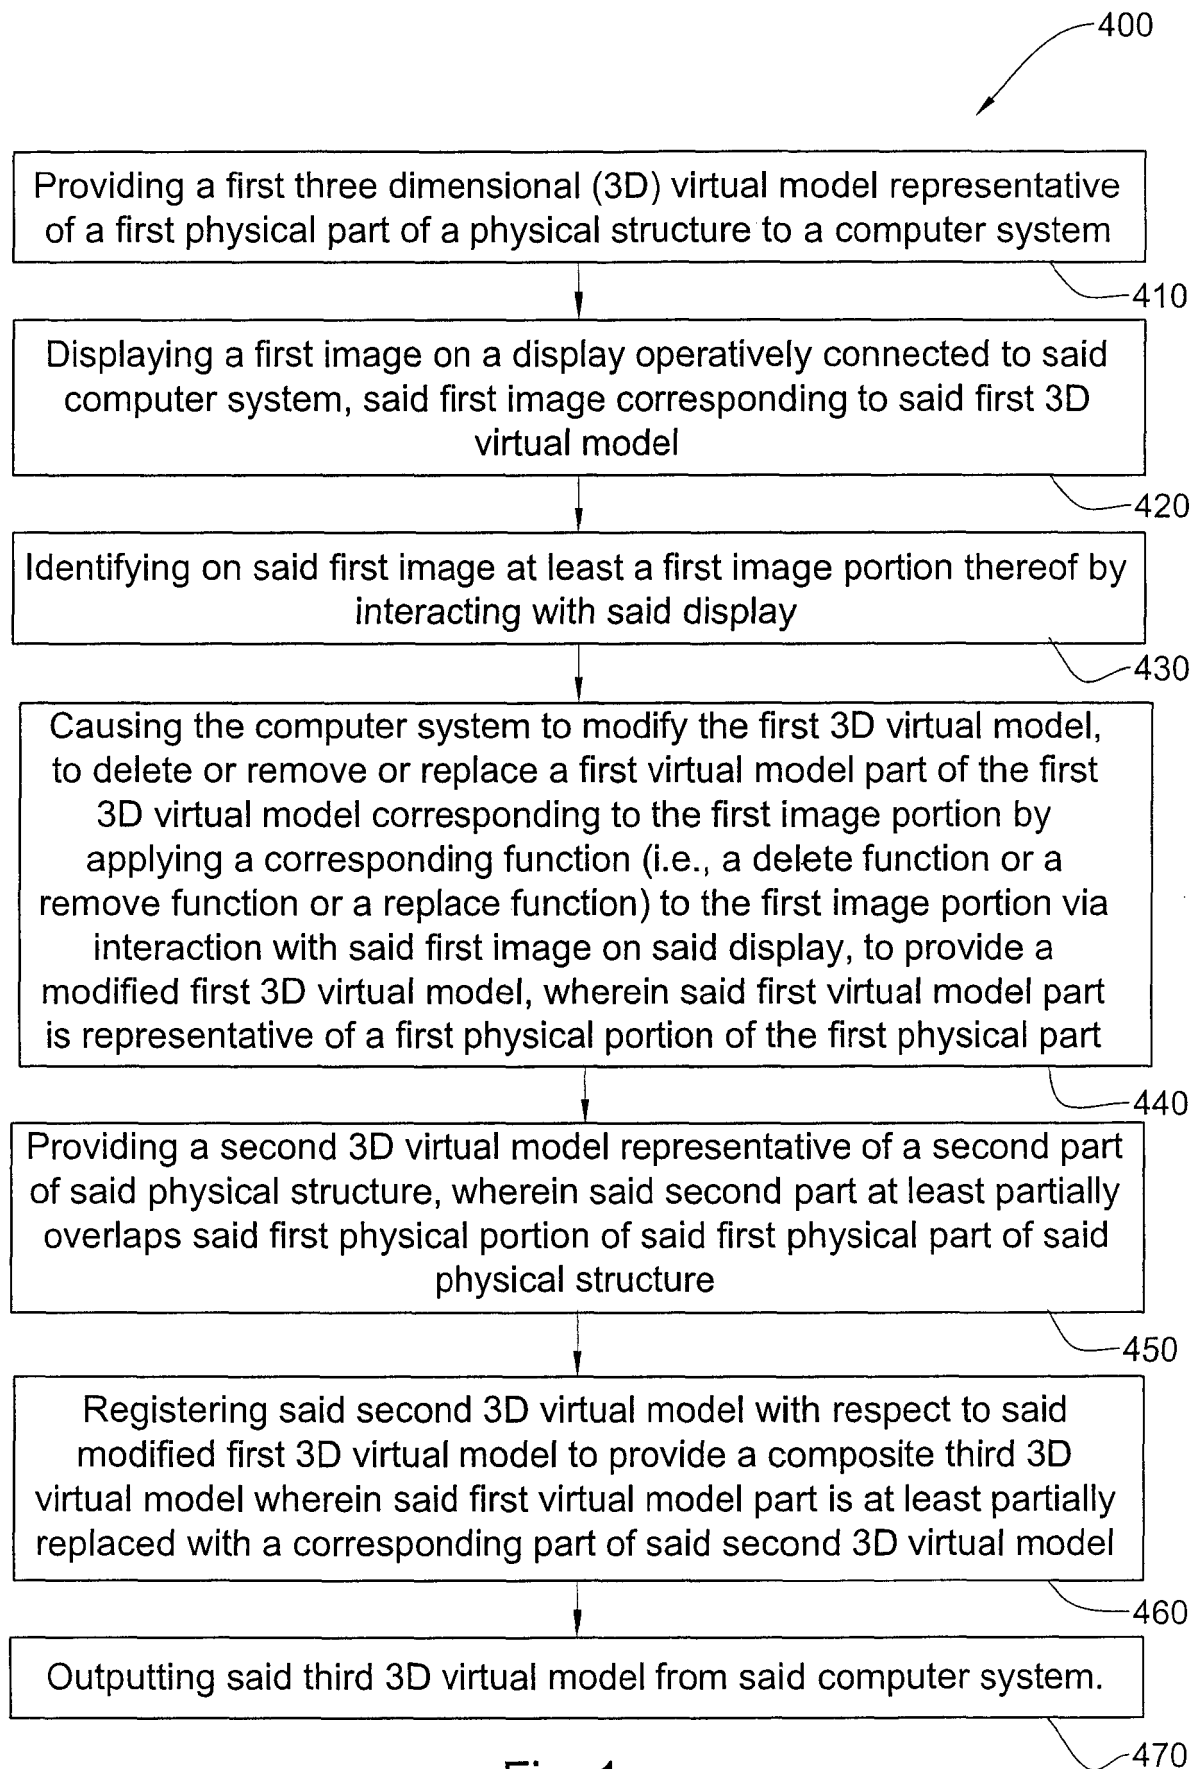 400
Providing a first three dimensional (3D) virtual model representative
of a first physical part of a physical structure to a computer system
410
Displaying a first image on a display operatively connected to said
computer system, said first image corresponding to said first 3D
virtual model
420
Identifying on said first image at least a first image portion thereof by
interacting with said display
430
Causing the computer system to modify the first 3D virtual model,
to delete or remove or replace a first virtual model part of the first
3D virtual model corresponding to the first image portion by
applying a corresponding function (i.e., a delete function or a
remove function or a replace function) to the first image portion via
interaction with said first image on said display, to provide a
modified first 3D virtual model, wherein said first virtual model part
is representative of a first physical portion of the first physical part
440
Providing a second 3D virtual model representative of a second part
of said physical structure, wherein said second part at least partially
overlaps said first physical portion of said first physical part of said
physical structure
450
Registering said second 3D virtual model with respect to said
modified first 3D virtual model to provide a composite third 3D
virtual model wherein said first virtual model part is at least partially
replaced with a corresponding part of said second 3D virtual model
460
Outputting said third 3D virtual model from said computer system.
470